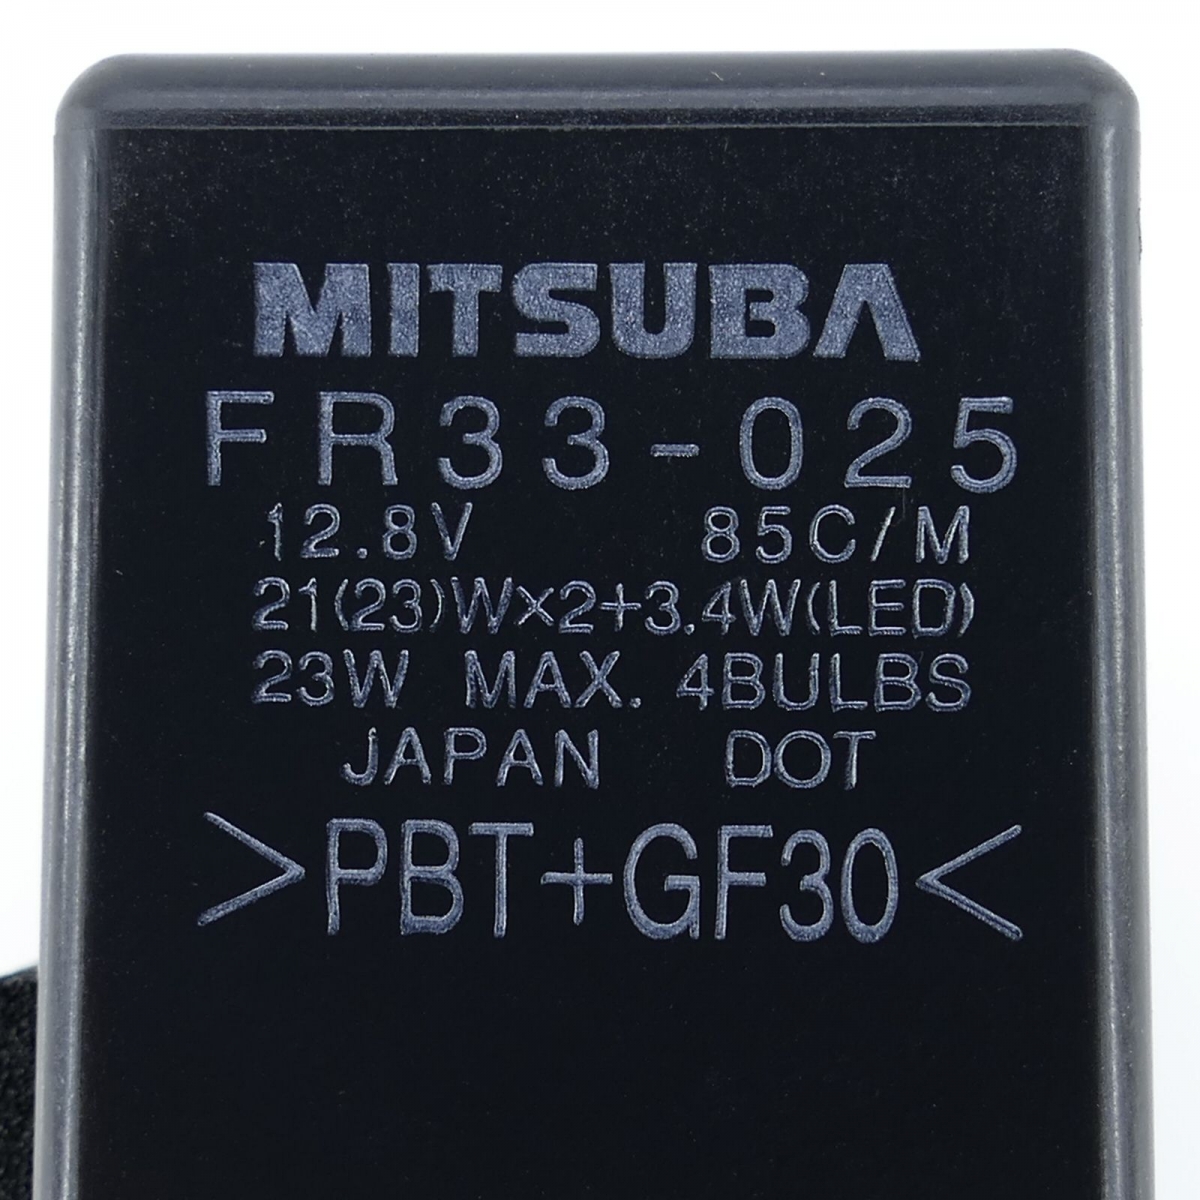 MITSUBA
FR33-025
12.8V 85C/M
21(23)W×2+3.4W(LED)
23W MAX. 4BULBS
JAPAN DOT
>PBT+GF30<